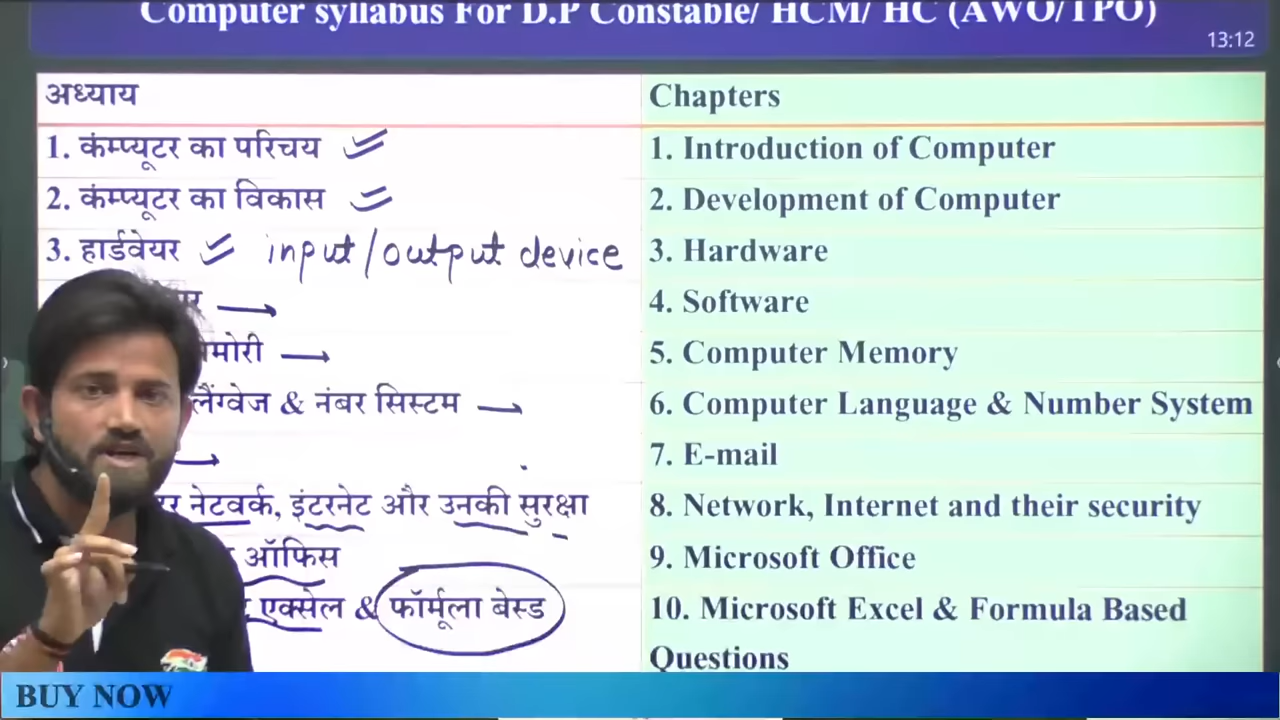 Computer syllabus For D.P Constable/ HCM/ HC (AWO/TPO)
13:12
अध्याय
Chapters
1. कंम्प्यूटर का परिचय
1. Introduction of Computer
2. कंम्प्यूटर का विकास
2. Development of Computer
3. हार्डवेयर input/output device
3. Hardware
4. Software
5. Computer Memory
लैंग्वेज & नंबर सिस्टम
6. Computer Language & Number System
7. E-mail
नेटवर्क, इंटरनेट और उनकी सुरक्षा
8. Network, Internet and their security
ऑफिस
9. Microsoft Office
एक्सेल & फॉर्मूला बेस्ड
10. Microsoft Excel & Formula Based
Questions
BUY NOW